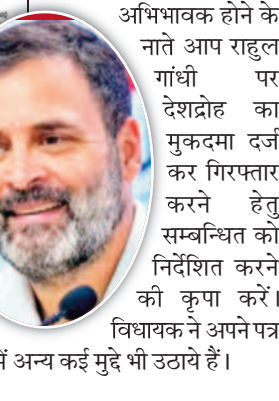 अभिभावक होने के
नाते आप राहुल
गांधी पर
देशद्रोह का
मुकदमा दर्ज
कर गिरफ्तार
करने हेतु
सम्बन्धित को
निर्देशित करने
की कृपा करें।
विधायक ने अपने पत्र
में अन्य कई मुद्दे भी उठाये हैं।